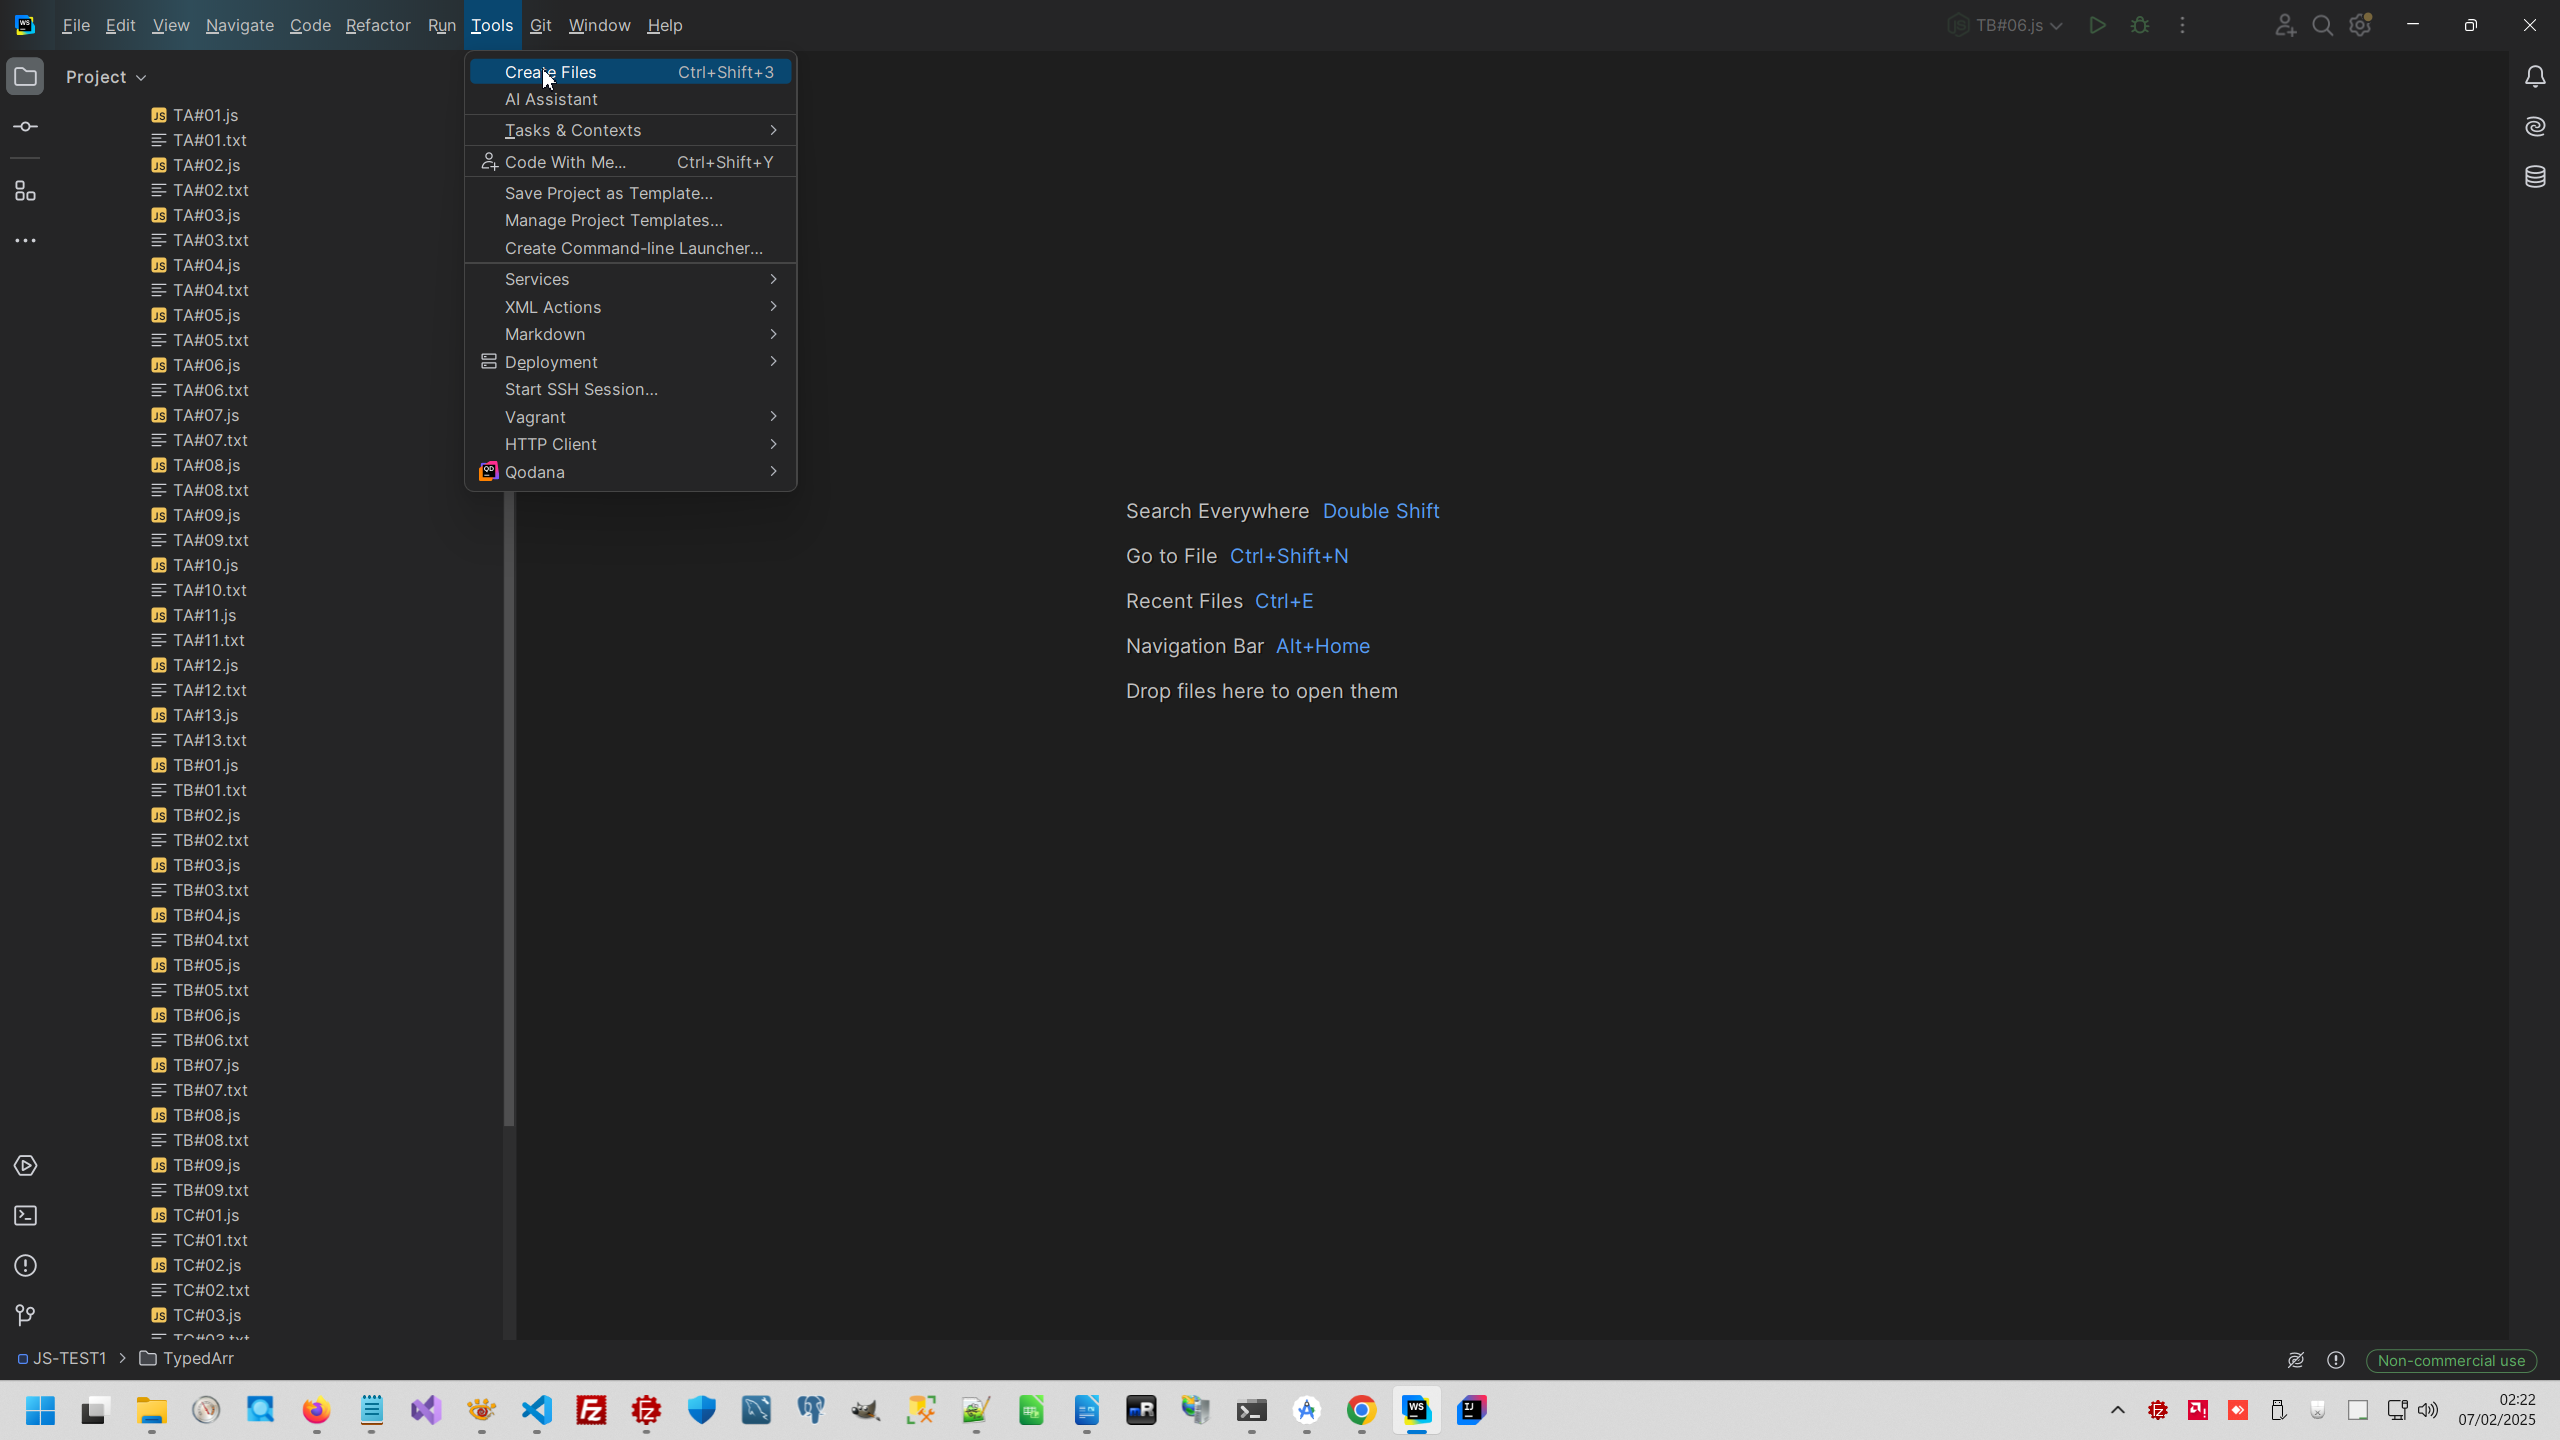 File Edit View Navigate Code Refactor Run Tools Git Window Help TB#06.js
Project
Create Files Ctrl+Shift+3
AI Assistant
Tasks & Contexts
Code With Me... Ctrl+Shift+Y
Save Project as Template...
Manage Project Templates...
Create Command-line Launcher...
Services
XML Actions
Markdown
Deployment
Start SSH Session...
Vagrant
HTTP Client
Qodana
TA#01.js
TA#01.txt
TA#02.js
TA#02.txt
TA#03.js
TA#03.txt
TA#04.js
TA#04.txt
TA#05.js
TA#05.txt
TA#06.js
TA#06.txt
TA#07.js
TA#07.txt
TA#08.js
TA#08.txt
TA#09.js
TA#09.txt
TA#10.js
TA#10.txt
TA#11.js
TA#11.txt
TA#12.js
TA#12.txt
TA#13.js
TA#13.txt
TB#01.js
TB#01.txt
TB#02.js
TB#02.txt
TB#03.js
TB#03.txt
TB#04.js
TB#04.txt
TB#05.js
TB#05.txt
TB#06.js
TB#06.txt
TB#07.js
TB#07.txt
TB#08.js
TB#08.txt
TB#09.js
TB#09.txt
TC#01.js
TC#01.txt
TC#02.js
TC#02.txt
TC#03.js
TC#03.txt
Search Everywhere Double Shift
Go to File Ctrl+Shift+N
Recent Files Ctrl+E
Navigation Bar Alt+Home
Drop files here to open them
JS-TEST1 TypedArr
Non-commercial use
02:22
07/02/2025